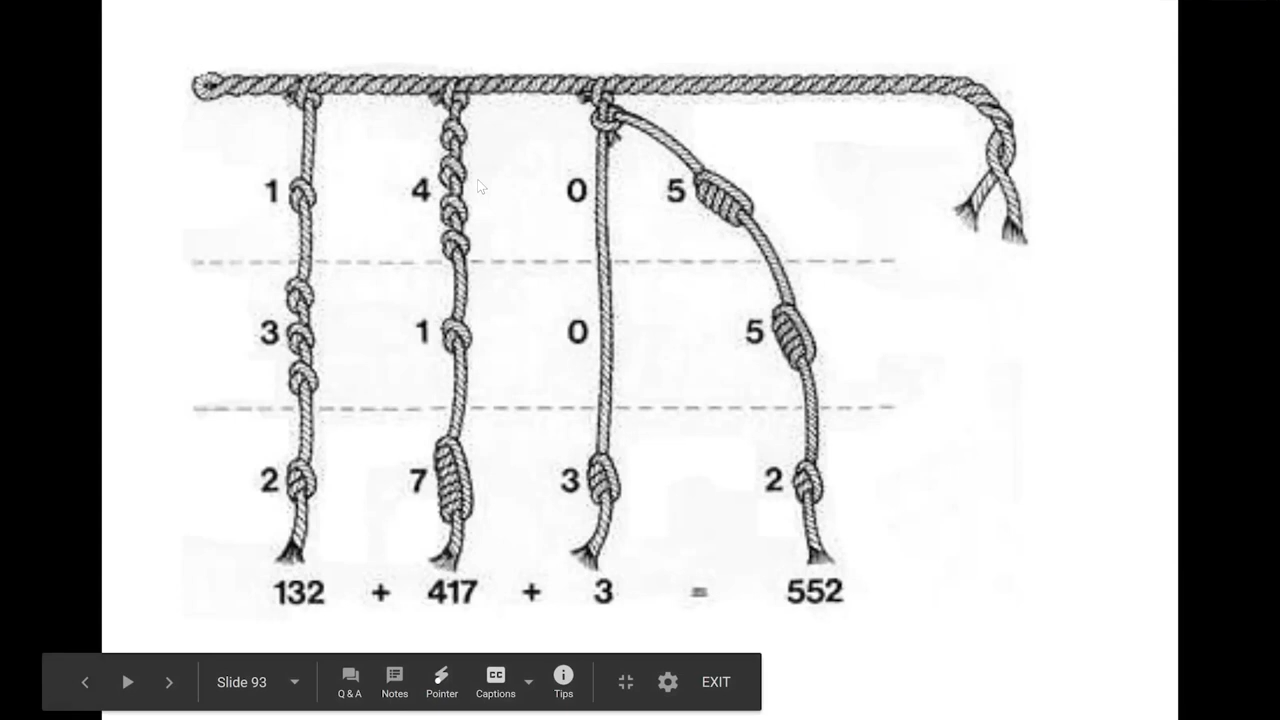 1 4 0 5
3 1 0 5
2 7 3 2
132 + 417 + 3 = 552
Slide 93
Q & A Notes Pointer CC Captions Tips EXIT